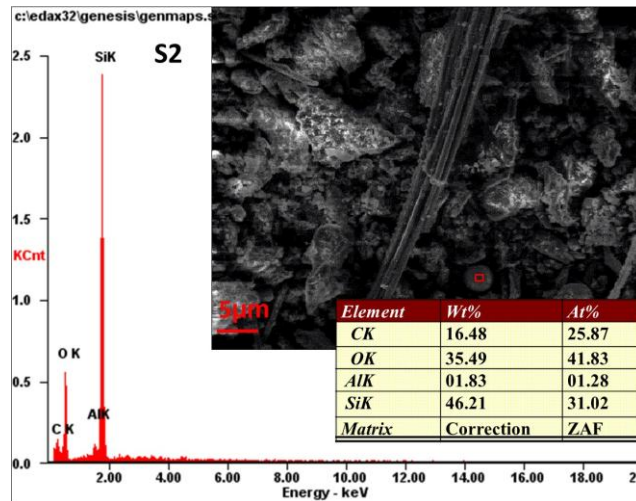 c:\edax32\genesis\genmaps.s
S2
SiK
2.5
2.0
1.5
KCnt
1.0
O K
0.5
AlK
C K
0.0
2.00 4.00 6.00 8.00 10.00 12.00 14.00 16.00 18.00 2
Energy - keV
5μm
Element Wt% At%
CK 16.48 25.87
OK 35.49 41.83
AlK 01.83 01.28
SiK 46.21 31.02
Matrix Correction ZAF